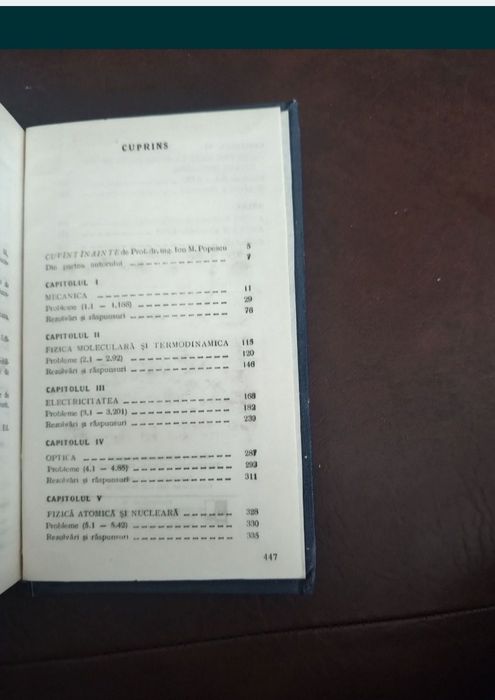 CUPRINS
CUVÎNT ÎNAINTE de Prof. dr. ing. Ion M. Popescu 5
Din partea autorului 7
CAPITOLUL I
MECANICA 11
Probleme (1.1 — 1.168) 29
Rezolvări și răspunsuri 76
CAPITOLUL II
FIZICA MOLECULARĂ ȘI TERMODINAMICA 115
Probleme (2.1 — 2.92) 120
Rezolvări și răspunsuri 146
CAPITOLUL III
ELECTRICITATEA 168
Probleme (3.1 — 3.201) 182
Rezolvări și răspunsuri 239
CAPITOLUL IV
OPTICA 287
Probleme (4.1 — 4.88) 293
Rezolvări și răspunsuri 311
CAPITOLUL V
FIZICĂ ATOMICĂ ȘI NUCLEARĂ 328
Probleme (5.1 — 5.42) 330
Rezolvări și răspunsuri 335
447